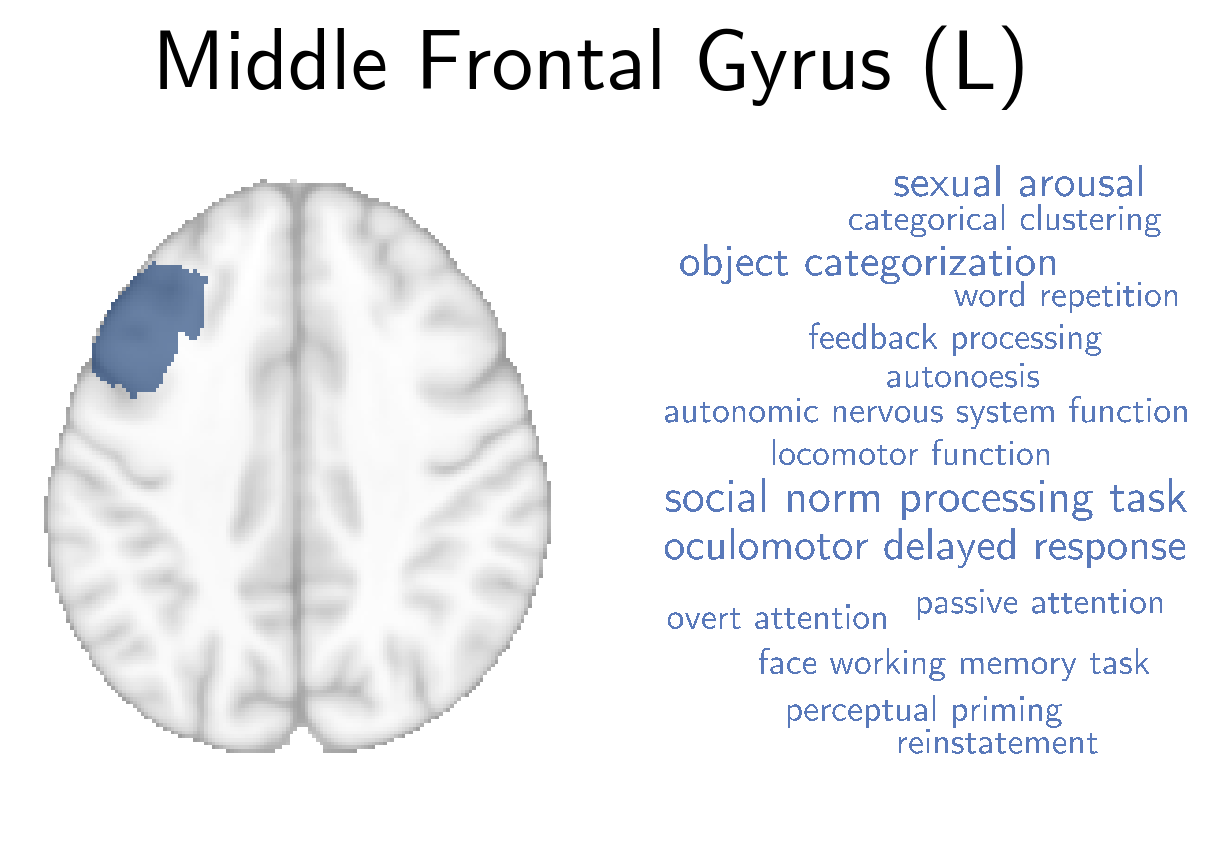 Middle Frontal Gyrus (L)
sexual arousal
categorical clustering
object categorization
word repetition
feedback processing
autonoesis
autonomic nervous system function
locomotor function
social norm processing task
oculomotor delayed response
passive attention
overt attention
face working memory task
perceptual priming
reinstatement